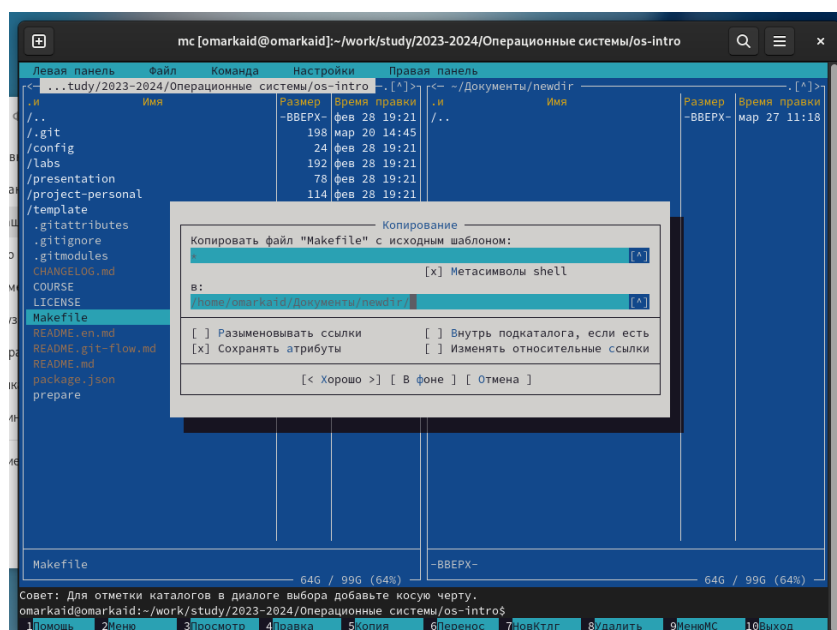 mc [omarkaid@omarkaid]:~/work/study/2023-2024/Операционные системы/os-intro
Левая панель Файл Команда Настройки Правая панель
<— ...tudy/2023-2024/Операционные системы/os-intro —.[^]>
<— ~/Документы/newdir —.[^]>
.и Имя Размер Время правки .и Имя Размер Время правки
/.. -ВВЕРХ- фев 28 19:21 /.. -ВВЕРХ- мар 27 11:18
/.git 198 мар 20 14:45
/config 24 фев 28 19:21
/labs 192 фев 28 19:21
/presentation 78 фев 28 19:21
/project-personal 114 фев 28 19:21
/template
.gitattributes
.gitignore
.gitmodules
CHANGELOG.md
COURSE
LICENSE
Makefile
README.en.md
README.git-flow.md
README.md
package.json
prepare
Копирование
Копировать файл "Makefile" с исходным шаблоном:
* [^]
[x] Метасимволы shell
в:
/home/omarkaid/Документы/newdir/ [^]
[ ] Разыменовывать ссылки [ ] Внутрь подкаталога, если есть
[x] Сохранять атрибуты [ ] Изменять относительные ссылки
[< Хорошо >] [ В фоне ] [ Отмена ]
Makefile -ВВЕРХ-
64G / 99G (64%) 64G / 99G (64%)
Совет: Для отметки каталогов в диалоге выбора добавьте косую черту.
omarkaid@omarkaid:~/work/study/2023-2024/Операционные системы/os-intro$
1Помощь 2Меню 3Просмотр 4Правка 5Копия 6Перенос 7НовКтлг 8Удалить 9МенюМС 10Выход